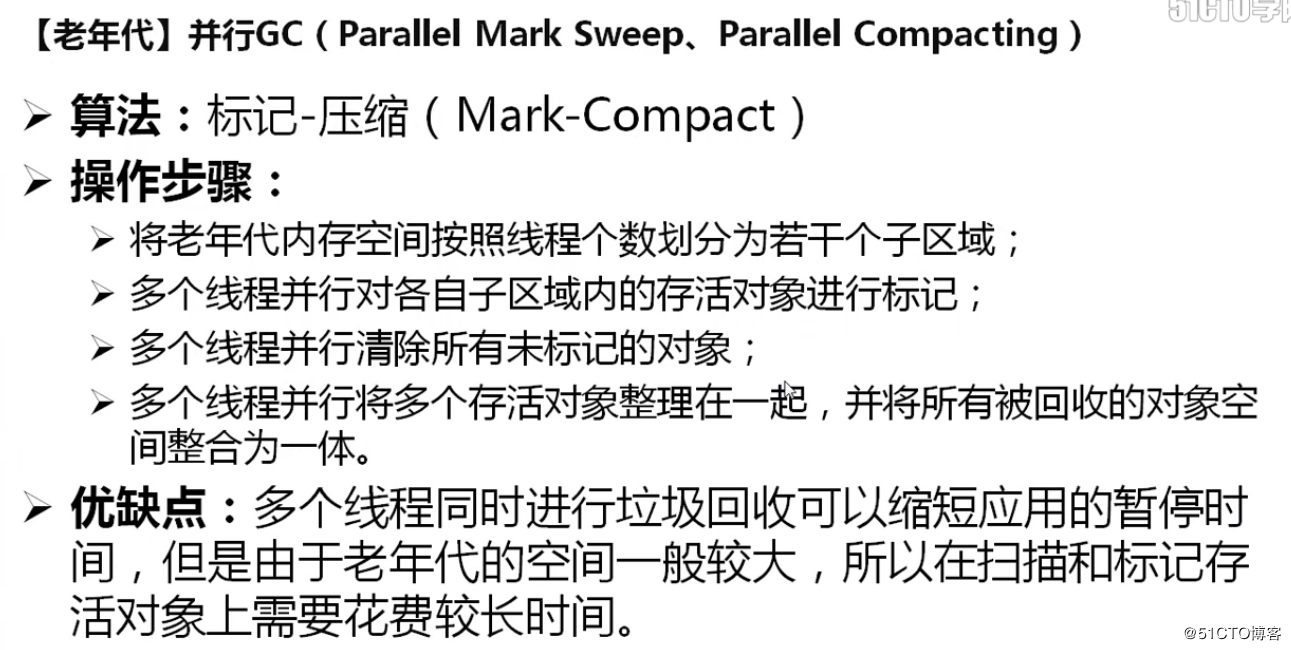 51CTO学院
【老年代】并行GC（Parallel Mark Sweep、Parallel Compacting）
➢ 算法：标记-压缩（Mark-Compact）
➢ 操作步骤：
➢ 将老年代内存空间按照线程个数划分为若干个子区域；
➢ 多个线程并行对各自子区域内的存活对象进行标记；
➢ 多个线程并行清除所有未标记的对象；
➢ 多个线程并行将多个存活对象整理在一起，并将所有被回收的对象空
间整合为一体。
➢ 优缺点：多个线程同时进行垃圾回收可以缩短应用的暂停时
间，但是由于老年代的空间一般较大，所以在扫描和标记存
活对象上需要花费较长时间。
@51CTO博客